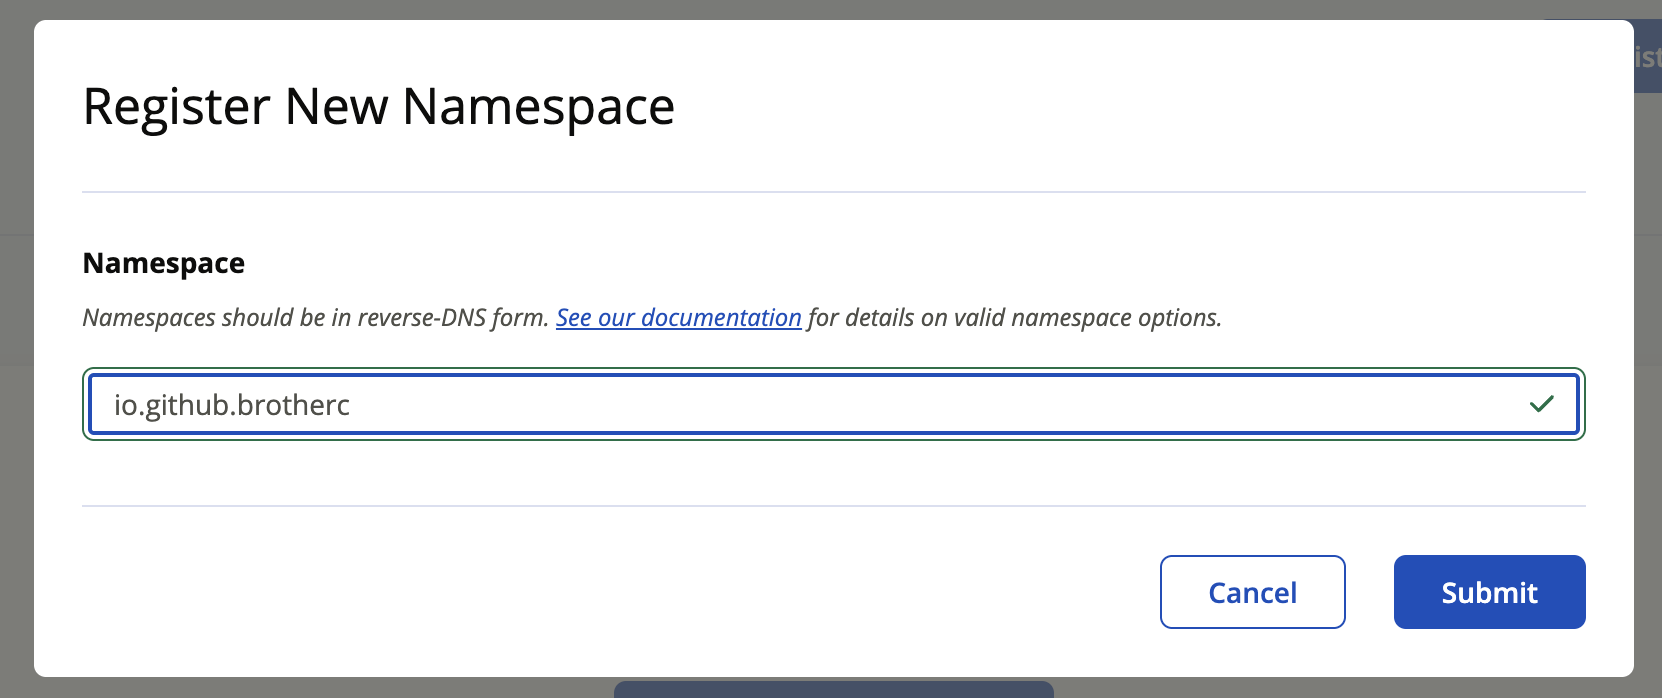 Register New Namespace
Namespace
Namespaces should be in reverse-DNS form. See our documentation for details on valid namespace options.
io.github.brotherc
Cancel
Submit